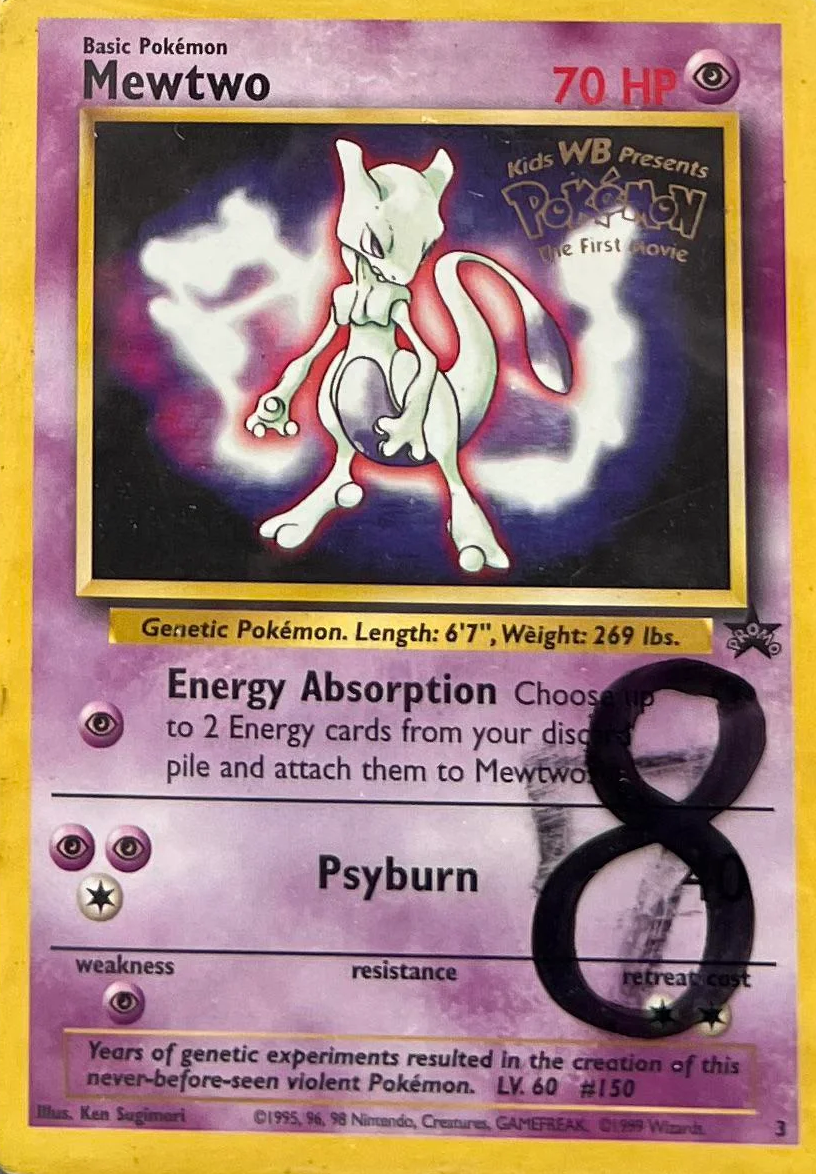 Basic Pokémon
Mewtwo
70 HP
Kids WB Presents
POKÉMON
The First Movie
Genetic Pokémon. Length: 6'7", Weight: 269 lbs.
PROMO
Energy Absorption Choose up
to 2 Energy cards from your discard
pile and attach them to Mewtwo.
8
Psyburn 40
weakness resistance retreat cost
Years of genetic experiments resulted in the creation of this
never-before-seen violent Pokémon. LV. 60 #150
Illus. Ken Sugimori ©1995, 96, 98 Nintendo, Creatures, GAMEFREAK. ©1999 Wizards. 3